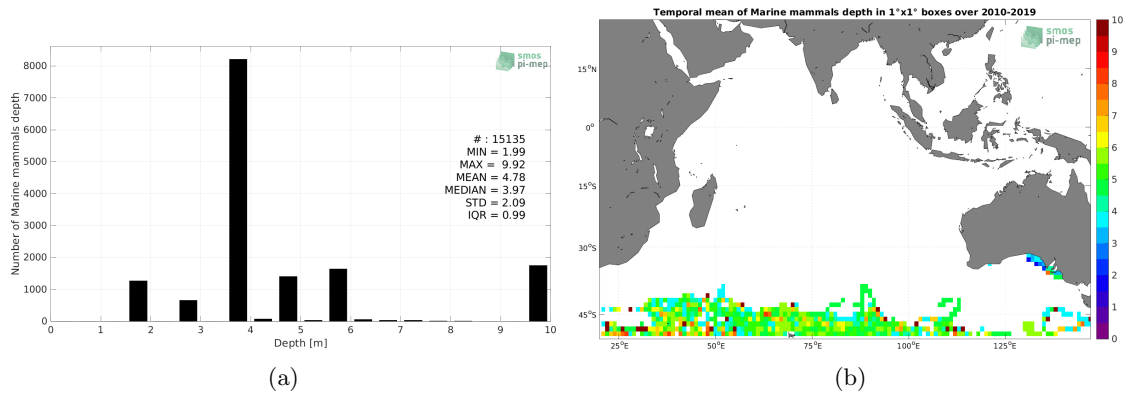 8000
7000
6000
5000
4000
3000
2000
1000
0
Number of Marine mammals depth
smos
pi-mep
# : 15135
MIN = 1.99
MAX = 9.92
MEAN = 4.78
MEDIAN = 3.97
STD = 2.09
IQR = 0.99
0 1 2 3 4 5 6 7 8 9 10
Depth [m]
(a)
Temporal mean of Marine mammals depth in 1°x1° boxes over 2010-2019
smos
pi-mep
15°N
0°
15°S
30°S
45°S
25°E 50°E 75°E 100°E 125°E
10
9
8
7
6
5
4
3
2
1
0
(b)